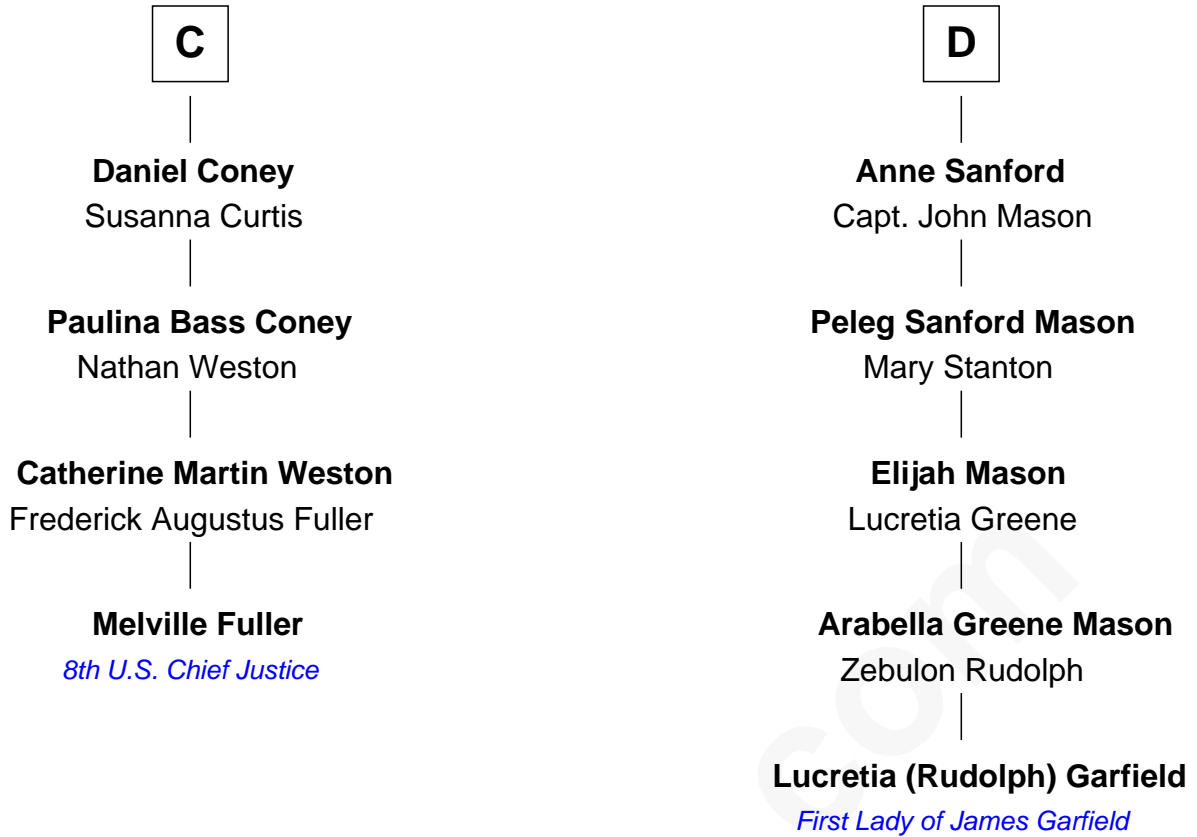 C
Daniel Coney
Susanna Curtis
Paulina Bass Coney
Nathan Weston
Catherine Martin Weston
Frederick Augustus Fuller
Melville Fuller
8th U.S. Chief Justice
D
Anne Sanford
Capt. John Mason
Peleg Sanford Mason
Mary Stanton
Elijah Mason
Lucretia Greene
Arabella Greene Mason
Zebulon Rudolph
Lucretia (Rudolph) Garfield
First Lady of James Garfield
com